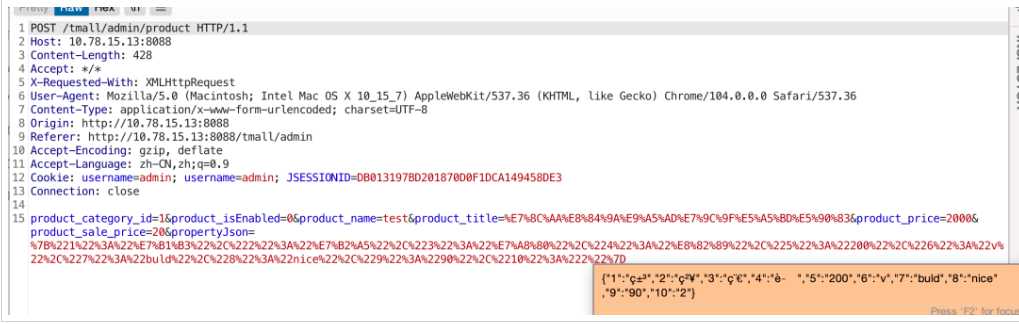 Pretty Raw Hex \n ≡
1 POST /tmall/admin/product HTTP/1.1
2 Host: 10.78.15.13:8088
3 Content-Length: 428
4 Accept: */*
5 X-Requested-With: XMLHttpRequest
6 User-Agent: Mozilla/5.0 (Macintosh; Intel Mac OS X 10_15_7) AppleWebKit/537.36 (KHTML, like Gecko) Chrome/104.0.0.0 Safari/537.36
7 Content-Type: application/x-www-form-urlencoded; charset=UTF-8
8 Origin: http://10.78.15.13:8088
9 Referer: http://10.78.15.13:8088/tmall/admin
10 Accept-Encoding: gzip, deflate
11 Accept-Language: zh-CN,zh;q=0.9
12 Cookie: username=admin; username=admin; JSESSIONID=DB013197BD201870D0F1DCA149458DE3
13 Connection: close
14
15 product_category_id=1&product_isEnabled=0&product_name=test&product_title=%E7%8C%AA%E8%84%9A%E9%A5%AD%E7%9C%9F%E5%A5%BD%E5%90%83&product_price=2000&
product_sale_price=20&propertyJson=
%7B%221%22%3A%22%E7%B1%B3%22%2C%222%22%3A%22%E7%B2%A5%22%2C%223%22%3A%22%E7%A8%80%22%2C%224%22%3A%22%E8%82%89%22%2C%225%22%3A%22200%22%2C%226%22%3A%22v%
22%2C%227%22%3A%22buld%22%2C%228%22%3A%22nice%22%2C%229%22%3A%2290%22%2C%2210%22%3A%222%22%7D
{"1":"ç±³","2":"ç²¥","3":"ç¨€","4":"è‚ ","5":"200","6":"v","7":"buld","8":"nice"
,"9":"90","10":"2"}
Press 'F2' for focus